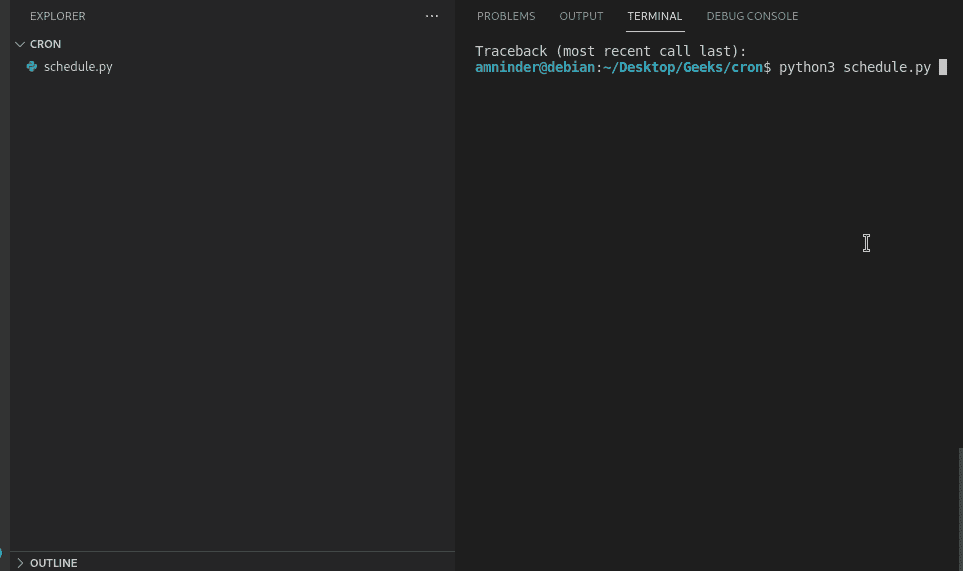 EXPLORER
CRON
schedule.py
OUTLINE
PROBLEMS OUTPUT TERMINAL DEBUG CONSOLE
Traceback (most recent call last):
amninder@debian:~/Desktop/Geeks/cron$ python3 schedule.py